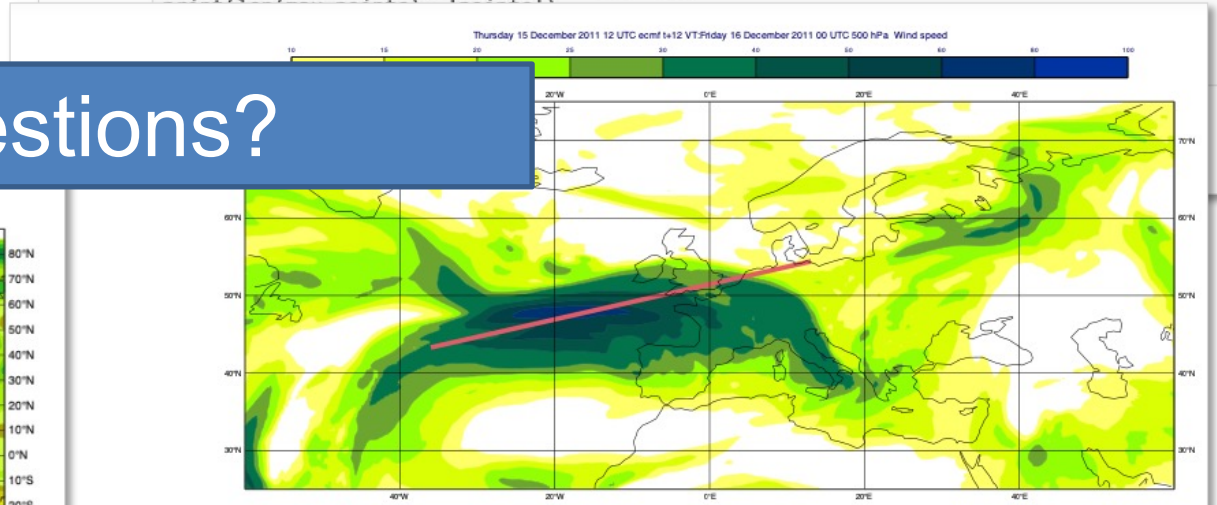 Thursday 15 December 2011 12 UTC ecmf t+12 VT:Friday 16 December 2011 00 UTC 500 hPa Wind speed
10 15 20 25 30 40 50 60 80 100
estions?
20°W 0°E 20°E 40°E
70°N
60°N 60°N
50°N 50°N
40°N 40°N
30°N 30°N
40°W 20°W 0°E 20°E 40°E
80°N
70°N
60°N
50°N
40°N
30°N
20°N
10°N
0°N
10°S
20°S